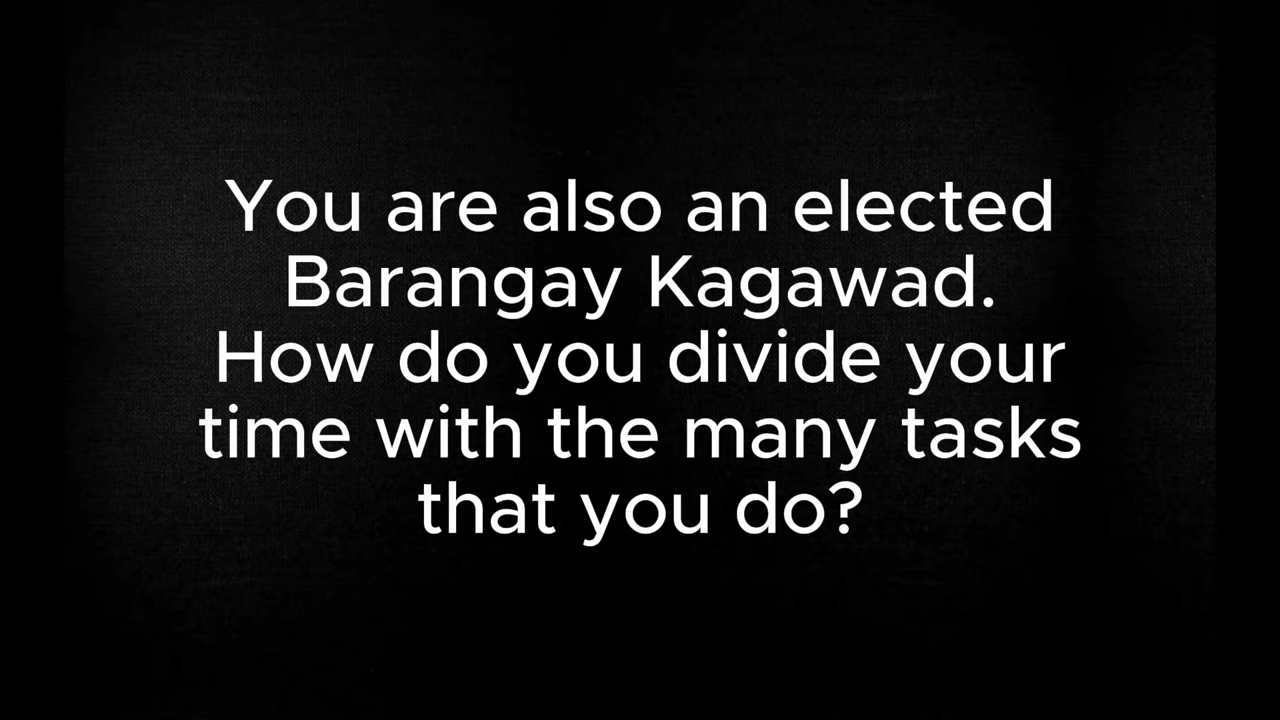 You are also an elected
Barangay Kagawad.
How do you divide your
time with the many tasks
that you do?